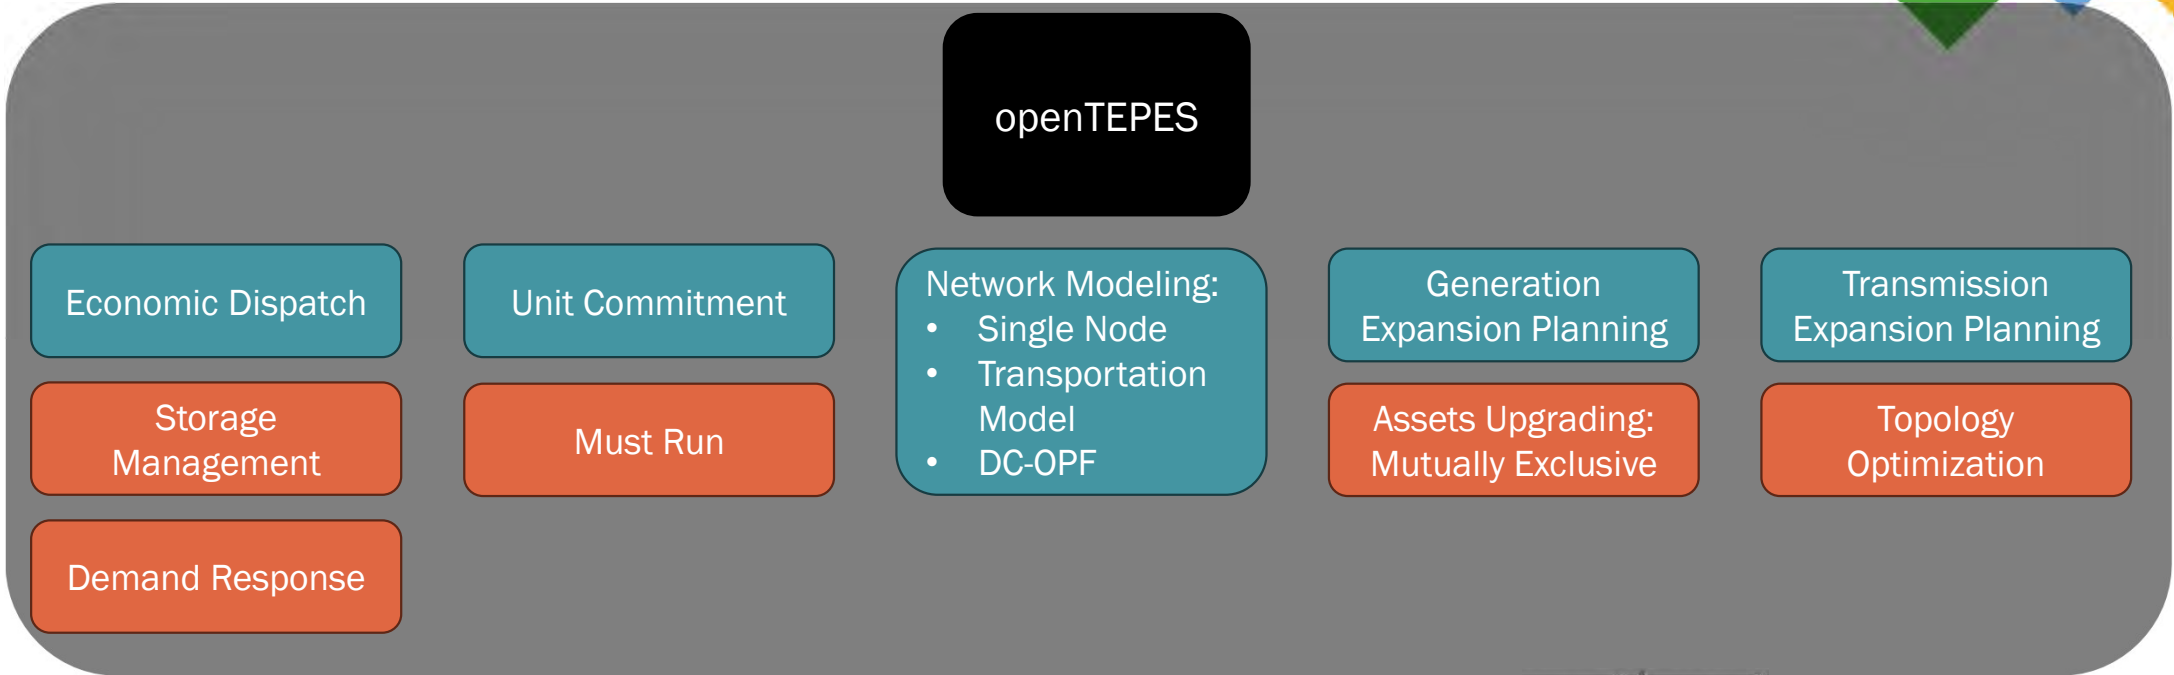 openTEPES
Economic Dispatch
Unit Commitment
Network Modeling:
• Single Node
• Transportation
Model
• DC-OPF
Generation
Expansion Planning
Transmission
Expansion Planning
Storage
Management
Must Run
Assets Upgrading:
Mutually Exclusive
Topology
Optimization
Demand Response